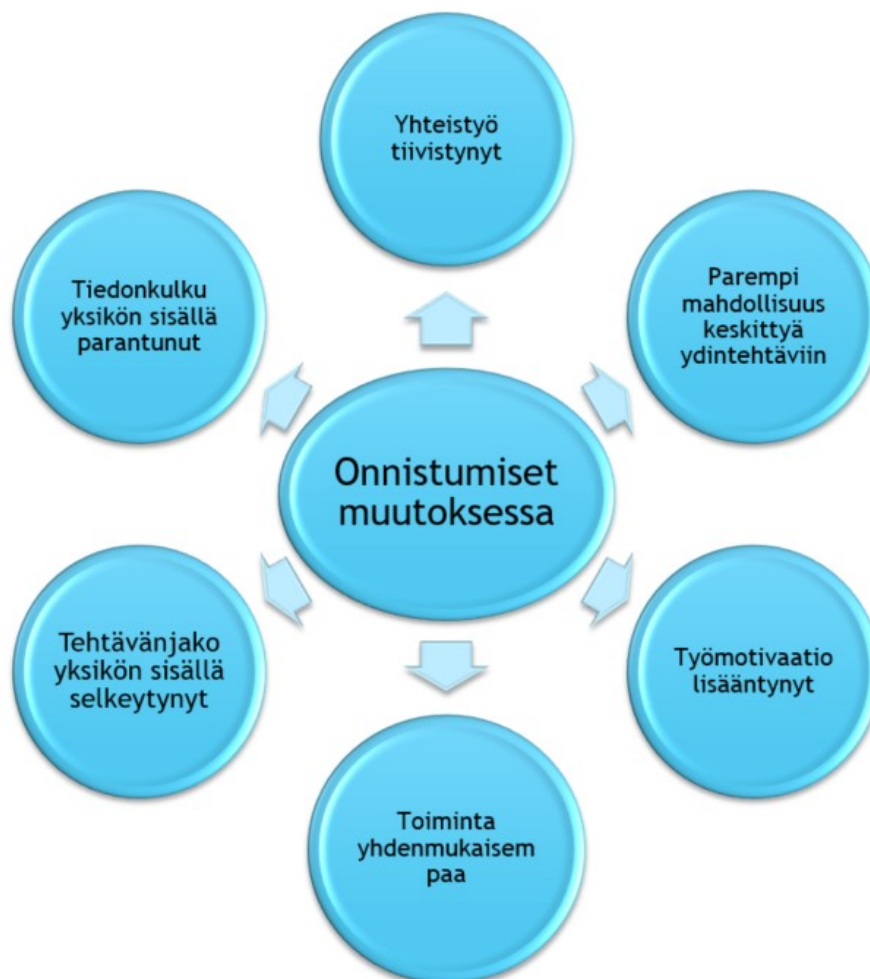 Yhteistyö
tiivistynyt
Parempi
mahdollisuus
keskittyä
ydintehtäviin
Työmotivaatio
lisääntynyt
Toiminta
yhdenmukaisem
paa
Tehtävänjako
yksikön sisällä
selkeytynyt
Tiedonkulku
yksikön sisällä
parantunut
Onnistumiset
muutoksessa